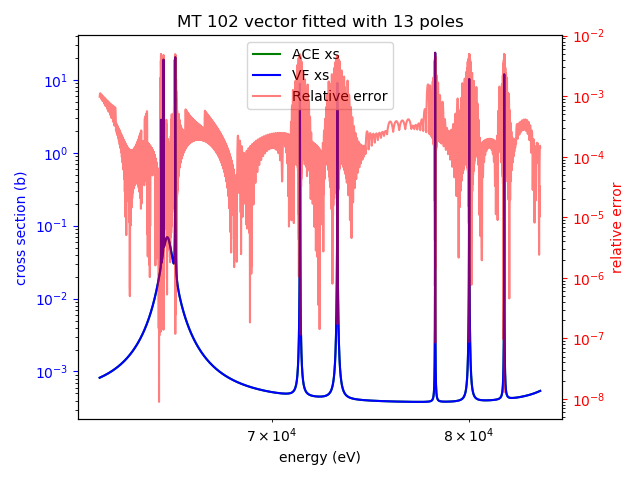 MT 102 vector fitted with 13 poles
ACE xs
VF xs
Relative error
cross section (b)
10¹
10⁰
10⁻¹
10⁻²
10⁻³
relative error
10⁻²
10⁻³
10⁻⁴
10⁻⁵
10⁻⁶
10⁻⁷
10⁻⁸
7 × 10⁴
8 × 10⁴
energy (eV)